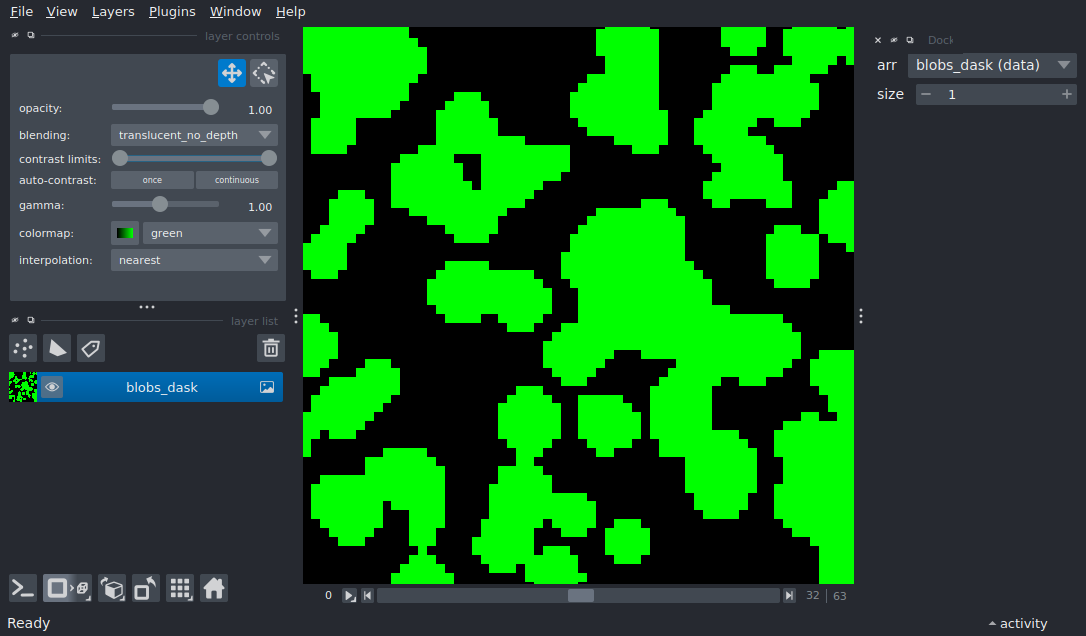 File View Layers Plugins Window Help
layer controls
opacity: 1.00
blending: translucent_no_depth
contrast limits:
auto-contrast: once continuous
gamma: 1.00
colormap: green
interpolation: nearest
layer list
blobs_dask
0 32 63
Ready
activity
Dock
arr blobs_dask (data)
size 1